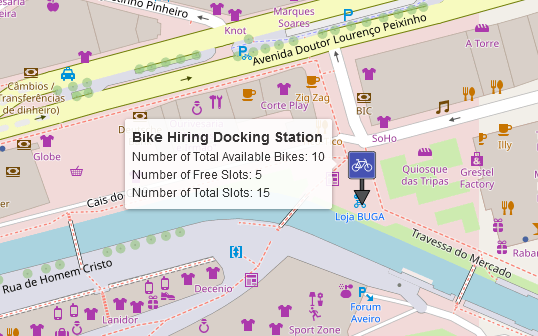 Pinheiro
Marques
Soares
Knot
P
Avenida Doutor Lourenço Peixinho
A Torre
P
Câmbios /
Transferências
de dinheiro)
Corte Play
Zig Zag
BIC
SoHo
Illy
Globe
Bike Hiring Docking Station
Number of Total Available Bikes: 10
Number of Free Slots: 5
Number of Total Slots: 15
Quiosque
das Tripas
Grestel
Factory
Cais do
Loja BUGA
Travessa do Mercado
Raba
Rua de Homem Cristo
Decenio
Lanidor
P
Forum
Aveiro
Sport Zone